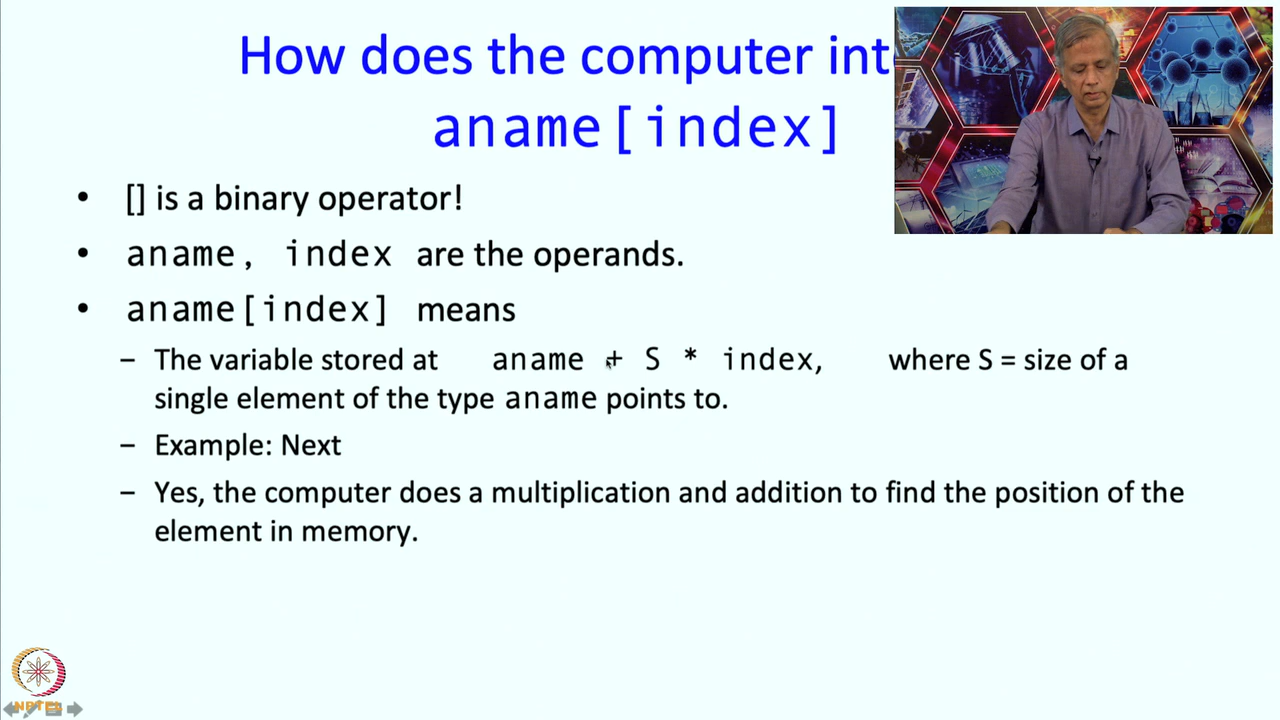 How does the computer int
aname[index]
• [] is a binary operator!
• aname, index are the operands.
• aname[index] means
– The variable stored at aname + S * index, where S = size of a
single element of the type aname points to.
– Example: Next
– Yes, the computer does a multiplication and addition to find the position of the
element in memory.
NPTEL